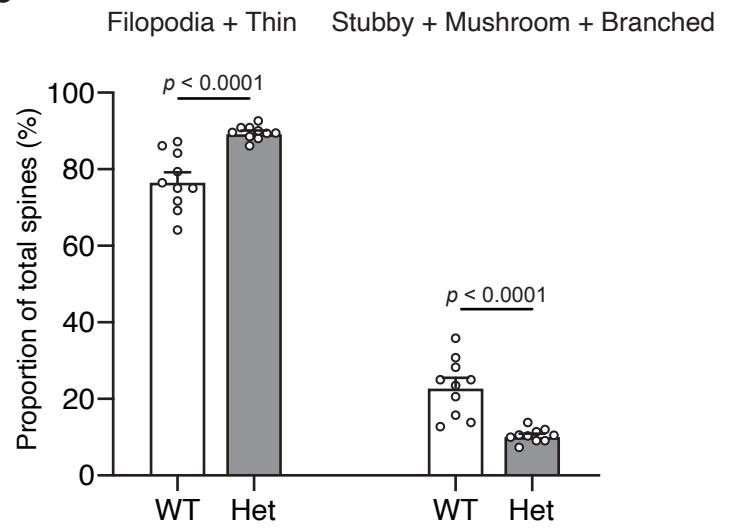 Filopodia + Thin
Stubby + Mushroom + Branched
Proportion of total spines (%)
100
80
60
40
20
0
p < 0.0001
p < 0.0001
WT
Het
WT
Het